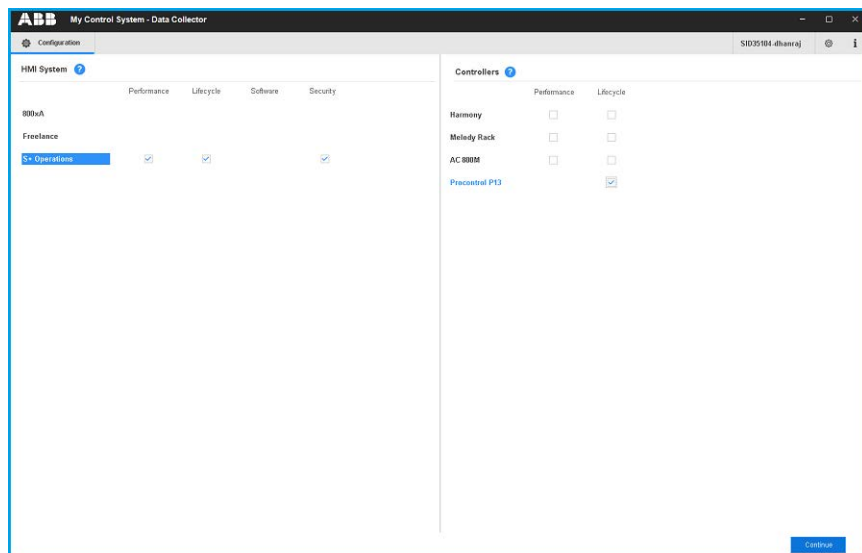 ABB My Control System - Data Collector
Configuration
SID35104-dhanraj
HMI System ?
Performance Lifecycle Software Security
800xA
Freelance
S+ Operations
Controllers ?
Performance Lifecycle
Harmony
Melody Rack
AC 800M
Procontrol P13
Continue